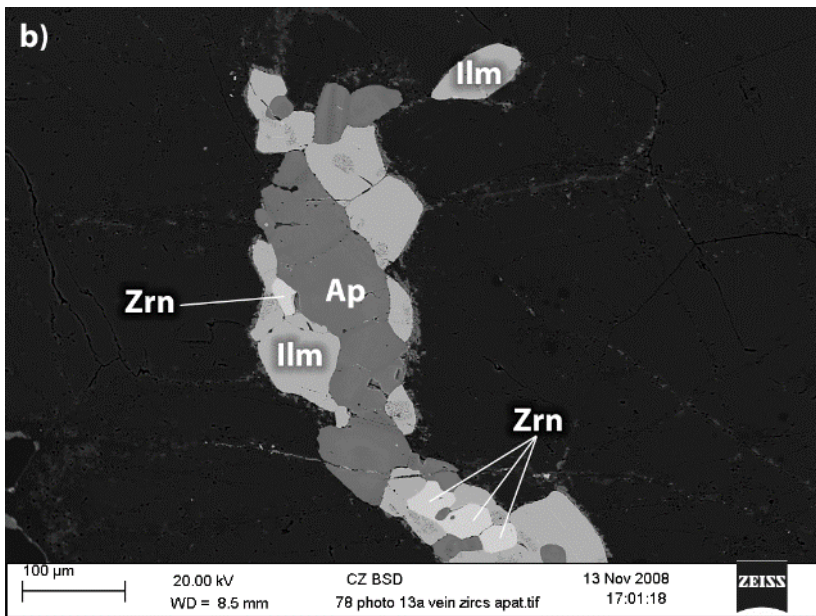 b)
Ilm
Zrn
Ap
Ilm
Zrn
100 µm
20.00 kV
WD = 8.5 mm
CZ BSD
78 photo 13a vein zircs apat.tif
13 Nov 2008
17:01:18
ZEISS